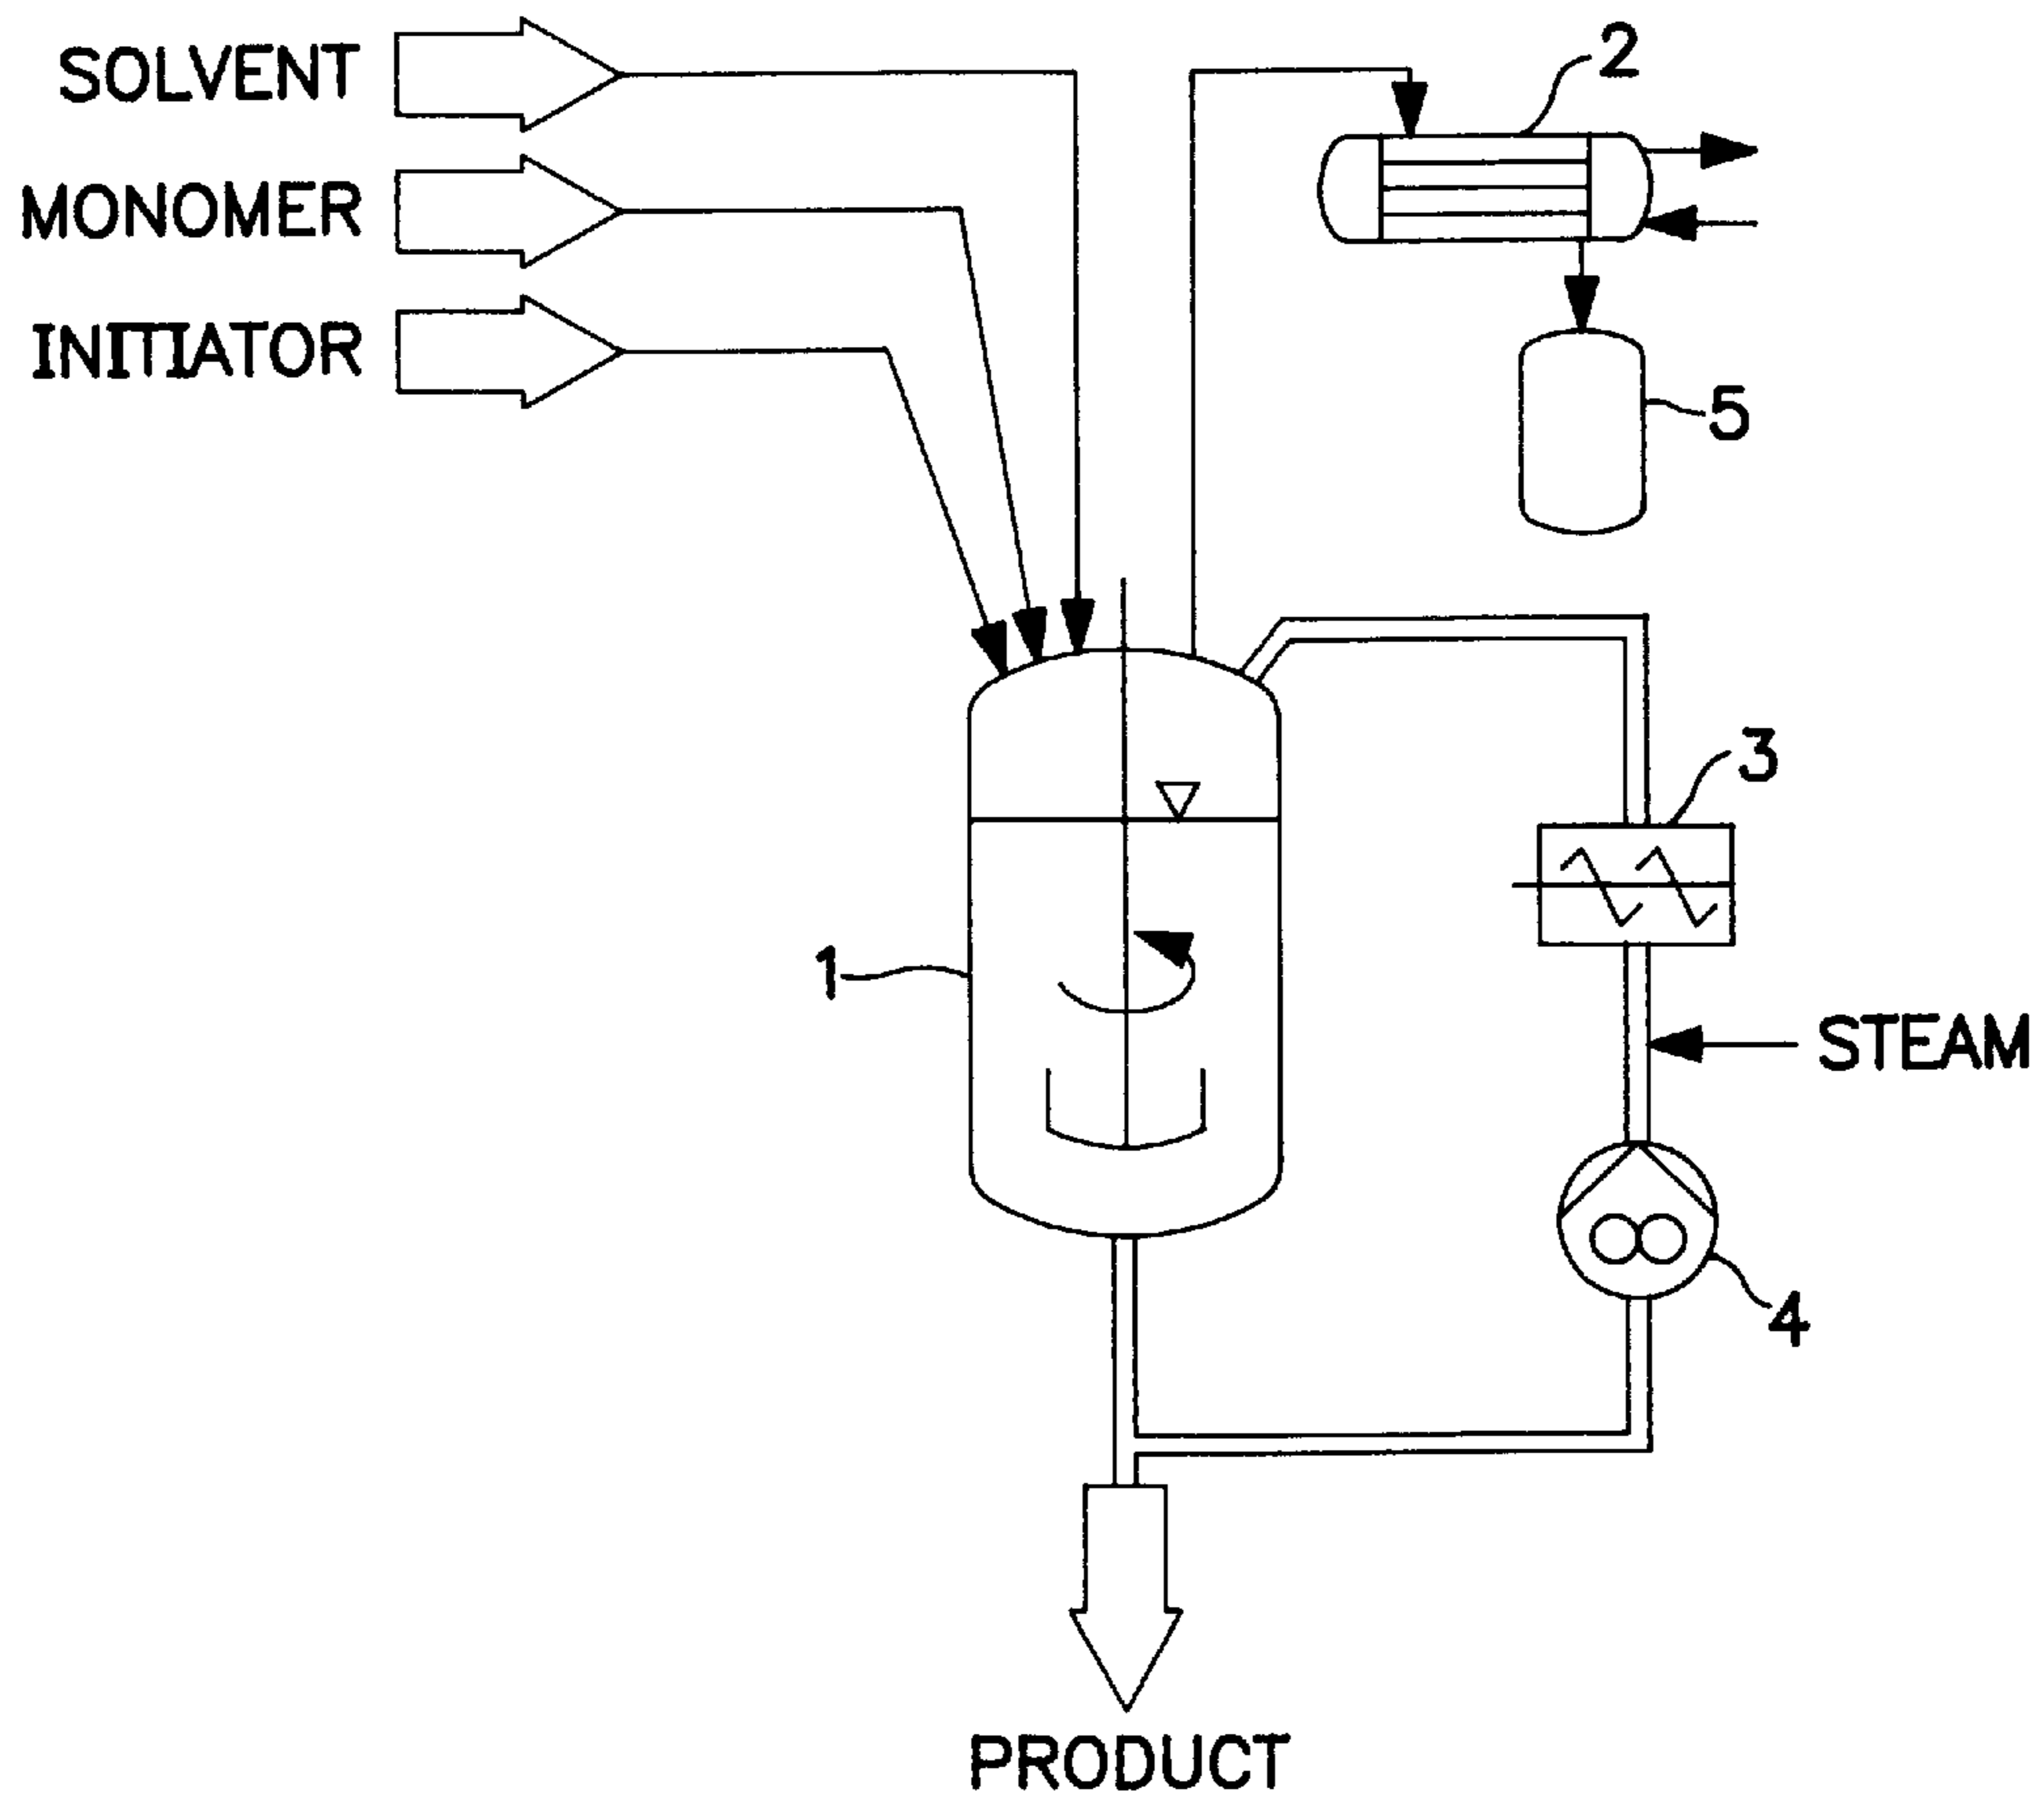 SOLVENT
2
MONOMER
INITIATOR
5
3
1
STEAM
4
PRODUCT